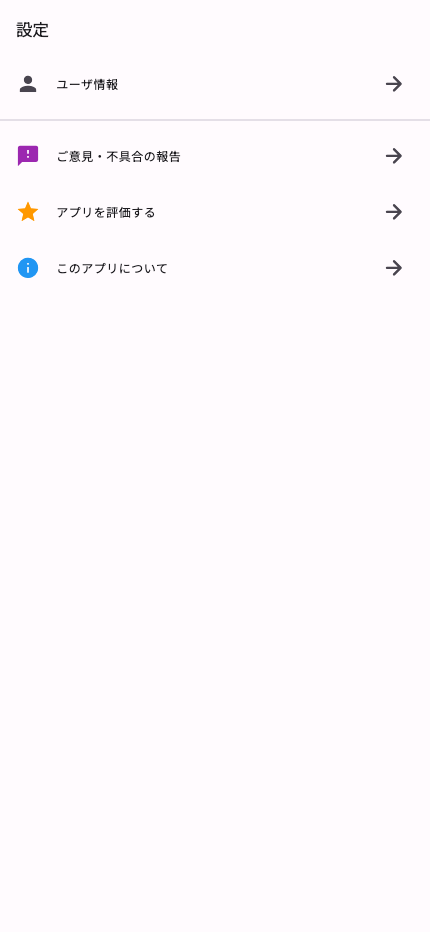 設定
ユーザ情報
ご意見・不具合の報告
アプリを評価する
このアプリについて